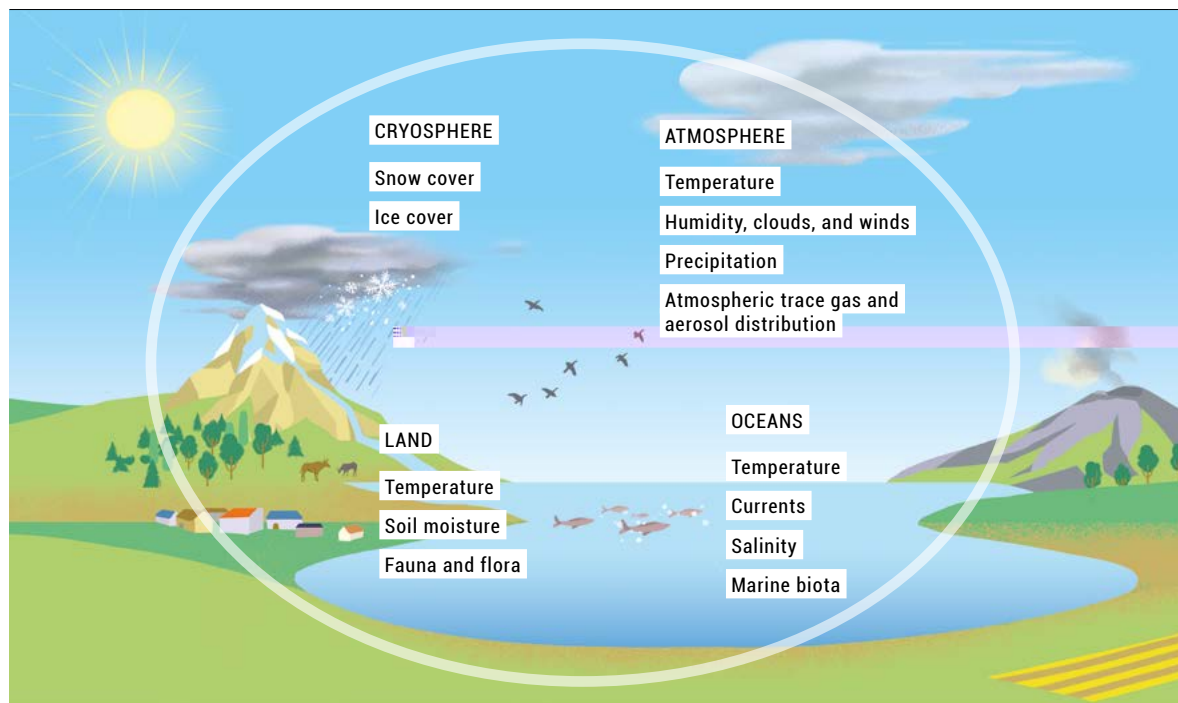 CRYOSPHERE
Snow cover
Ice cover
ATMOSPHERE
Temperature
Humidity, clouds, and winds
Precipitation
Atmospheric trace gas and
aerosol distribution
LAND
Temperature
Soil moisture
Fauna and flora
OCEANS
Temperature
Currents
Salinity
Marine biota